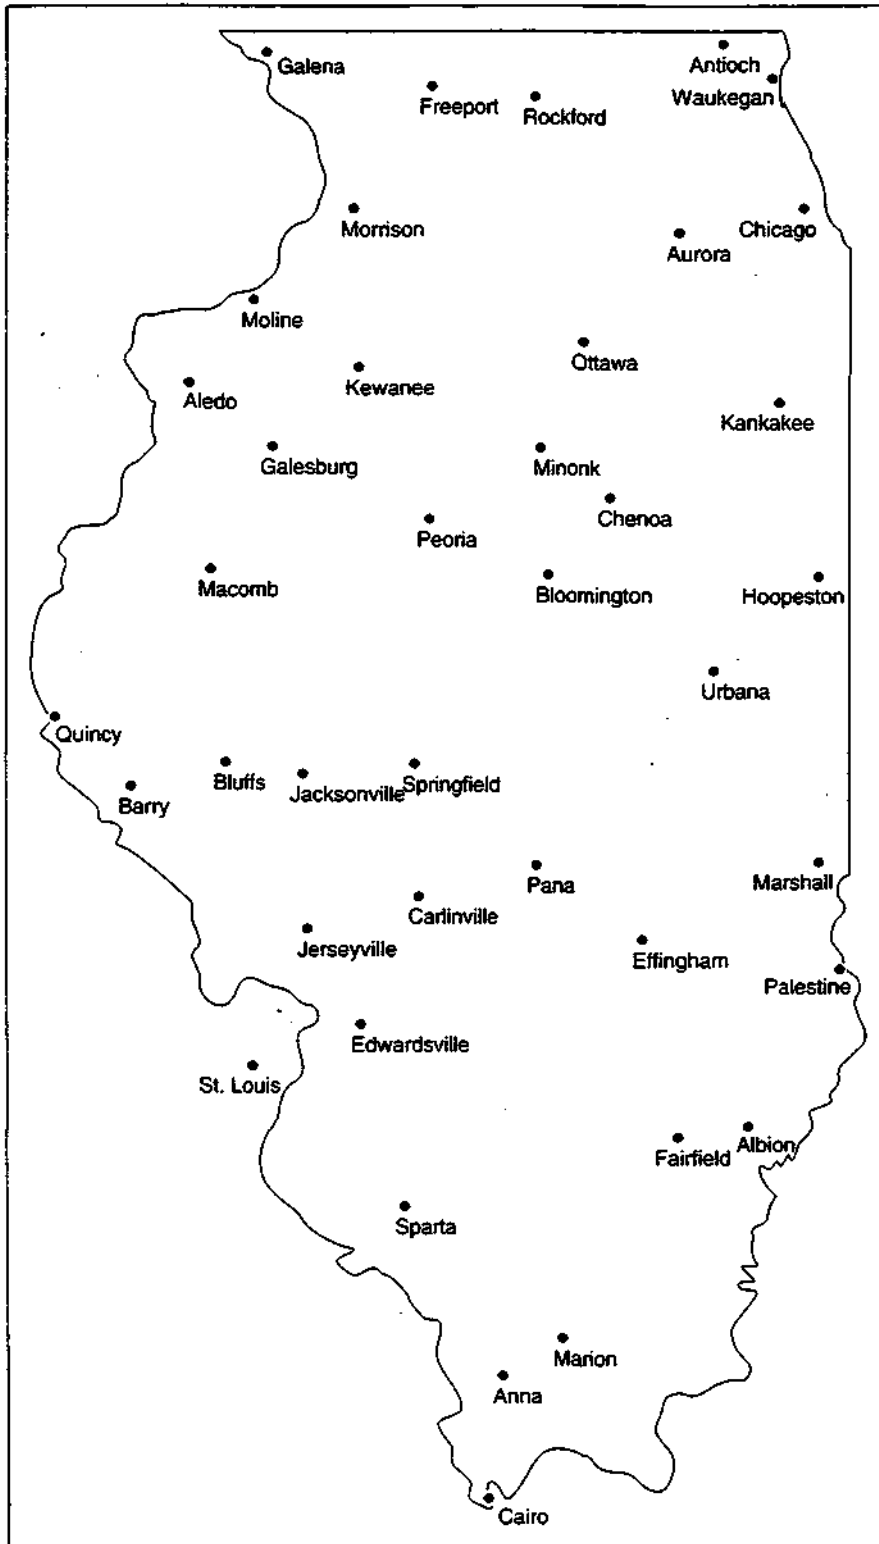 Galena
Antioch
Waukegan
Freeport
Rockford
Morrison
Chicago
Aurora
Moline
Ottawa
Kewanee
Aledo
Kankakee
Galesburg
Minonk
Chenoa
Peoria
Macomb
Bloomington
Hoopeston
Urbana
Quincy
Bluffs
Jacksonville
Springfield
Barry
Pana
Marshall
Carlinville
Jerseyville
Effingham
Palestine
Edwardsville
St. Louis
Fairfield
Albion
Sparta
Marion
Anna
Cairo